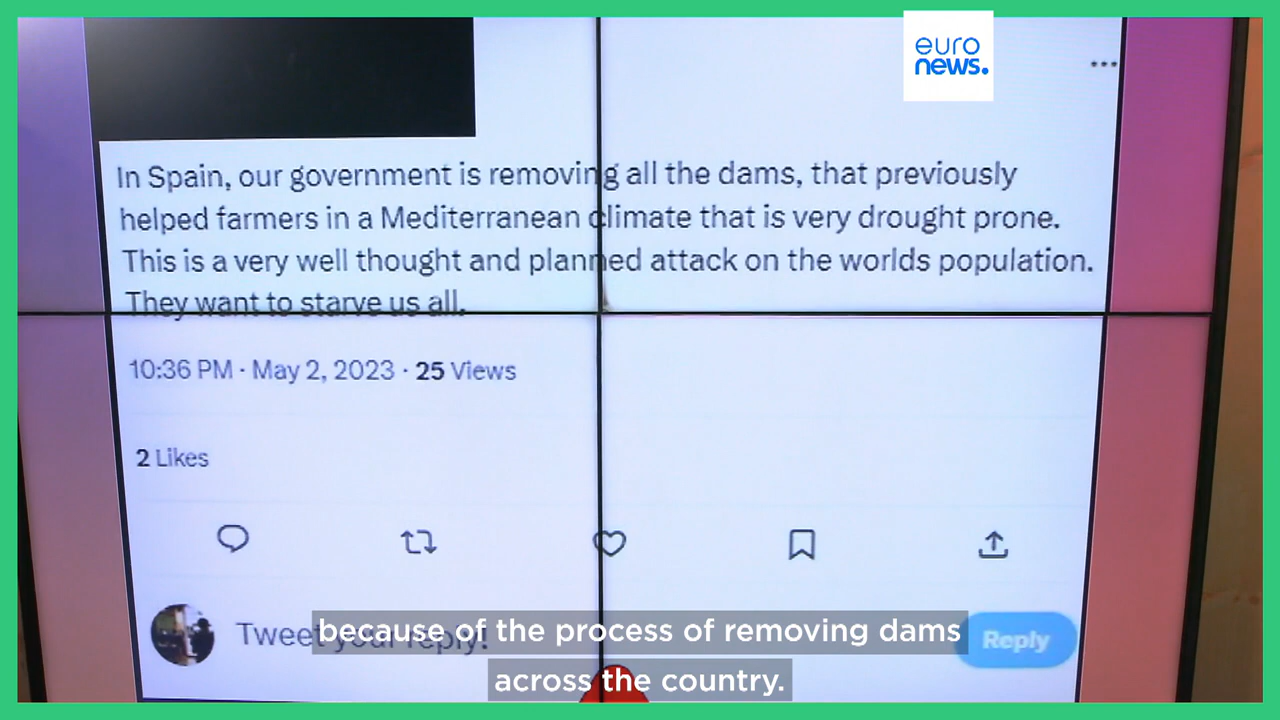 euro
news.
In Spain, our government is removing all the dams, that previously
helped farmers in a Mediterranean climate that is very drought prone.
This is a very well thought and planned attack on the worlds population.
They want to starve us all.
10:36 PM · May 2, 2023 · 25 Views
2 Likes
Tweet your reply!
Reply
because of the process of removing dams
across the country.